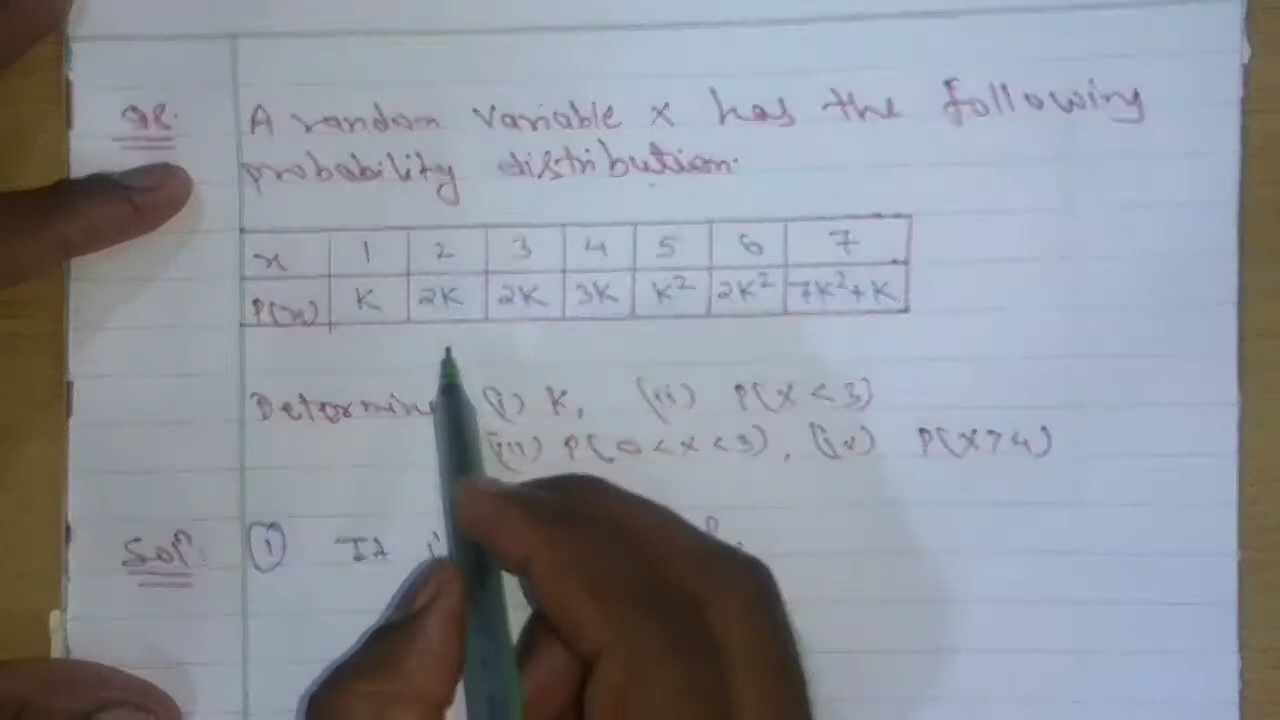 A random variable x has the following
probability distribution.
x 1 2 3 4 5 6 7
P(x) K 2K 2K 3K K² 2K² 7K²+K
(i) K, (ii) P(X<3)
(iii) P(0<x<3), (iv) P(X>4)
Sol? ①